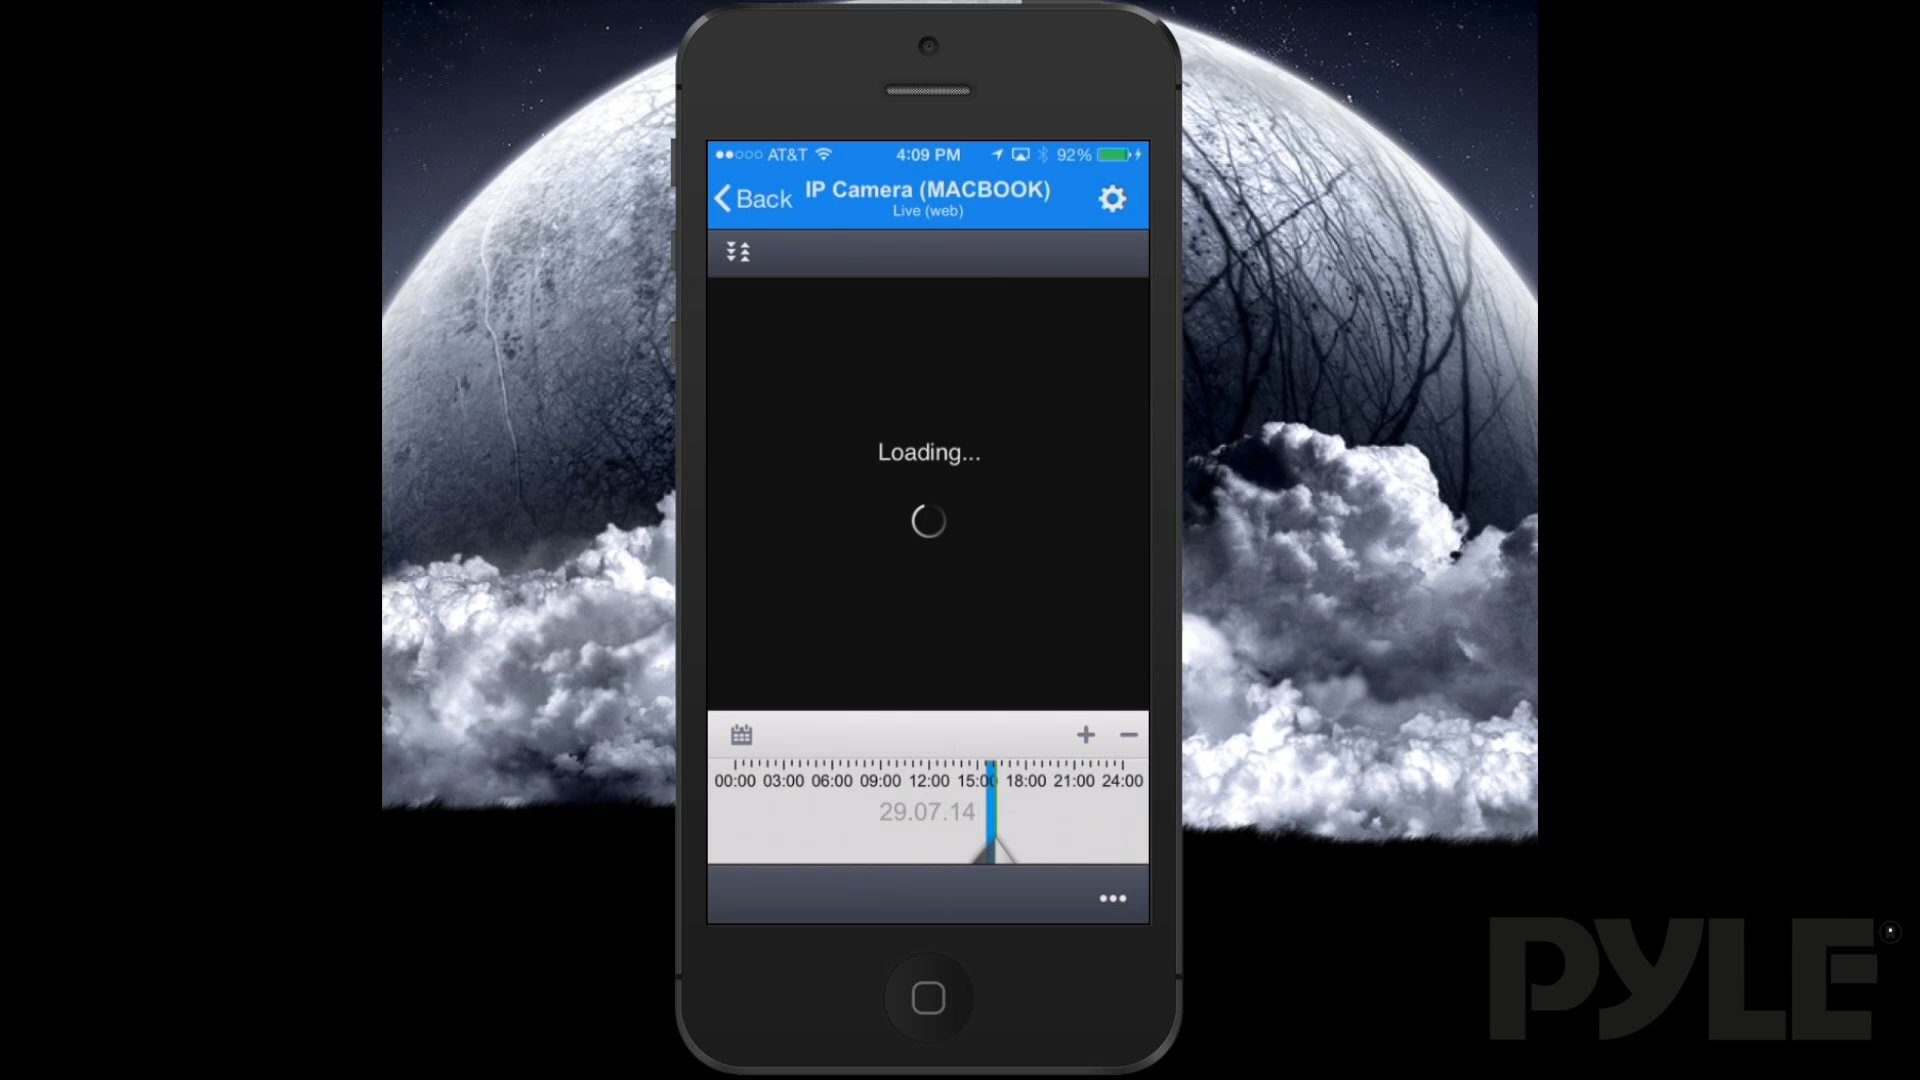 AT&T 4:09 PM 92%
Back IP Camera (MACBOOK)
Live (web)
Loading...
00:00 03:00 06:00 09:00 12:00 15:00 18:00 21:00 24:00
29.07.14
PYLE®